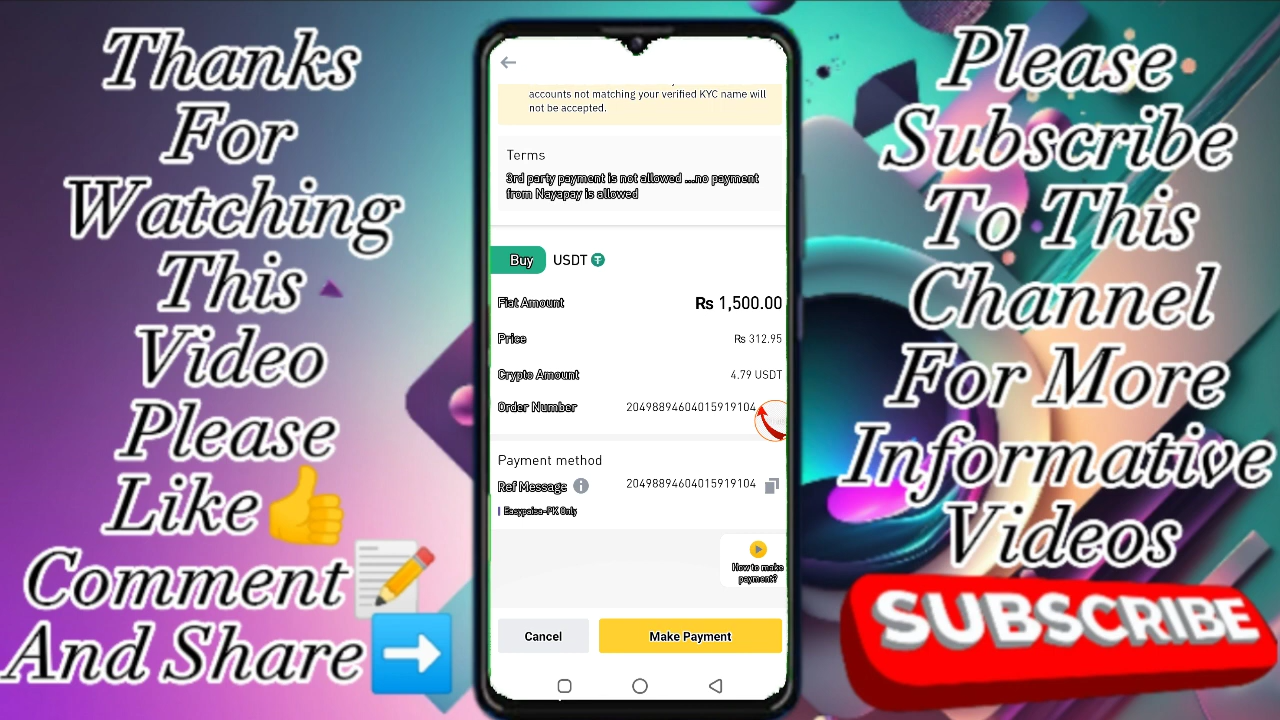 Thanks
For
Watching
This
Video
Please
Like
Comment
And Share
accounts not matching your verified KYC name will
not be accepted.
Terms
3rd party payment is not allowed ...no payment
from Nayapay is allowed
Buy USDT
Fiat Amount Rs 1,500.00
Price Rs 312.95
Crypto Amount 4.79 USDT
Order Number 20498894604015919104
Payment method
Ref Message 20498894604015919104
Easypaisa-PK Only
How to make
payment?
Cancel Make Payment
Please
Subscribe
To This
Channel
For More
Informative
Videos
SUBSCRIBE